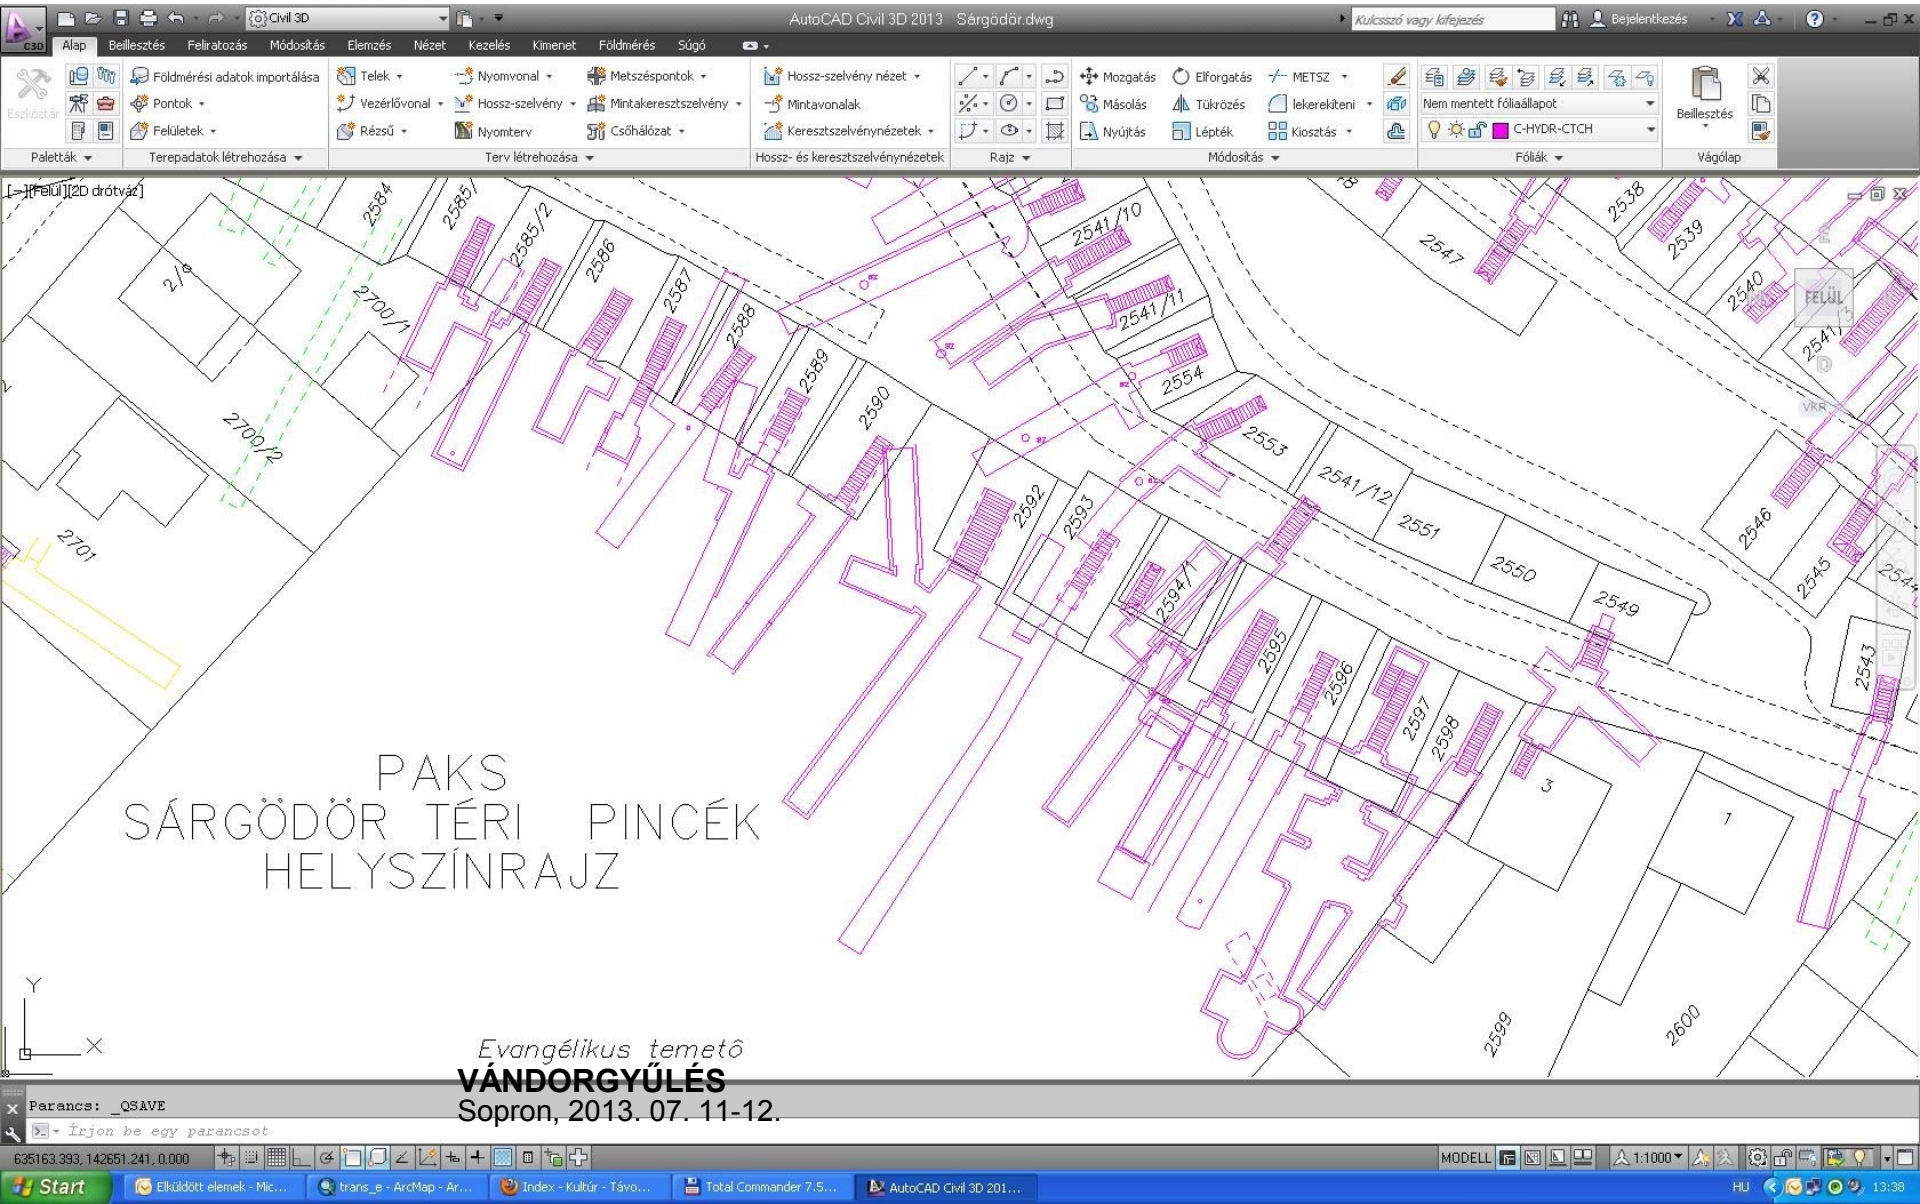 Civil 3D
AutoCAD Civil 3D 2013 Sárgödör.dwg
Kulcsszó vagy kifejezés
Bejelentkezés
C3D
Alap Beillesztés Feliratozás Módosítás Elemzés Nézet Kezelés Kimenet Földmérés Súgó
Eszköztár
Földmérési adatok importálása
Pontok
Felületek
Telek
Vezérlővonal
Rézsű
Nyomvonal
Hossz-szelvény
Nyomterv
Metszéspontok
Mintakeresztszelvény
Csőhálózat
Hossz-szelvény nézet
Mintavonalak
Keresztszelvénynézetek
Mozgatás
Másolás
Nyújtás
Elforgatás
Tükrözés
Lépték
METSZ
lekerekíteni
Kiosztás
Nem mentett fóliaállapot
C-HYDR-CTCH
Beillesztés
Paletták
Terepadatok létrehozása
Terv létrehozása
Hossz- és keresztszelvénynézetek
Rajz
Módosítás
Fóliák
Vágólap
[−][Felül][2D drótváz]
2584
2585/2
2586
2587
2588
2589
2590
2592
2593
2594/1
2595
2596
2597
2598
2599
2600
2700/1
2700/2
2701
2541/10
2541/11
2554
2553
2541/12
2551
2550
2549
2547
2538
2539
2540
2546
2545
2543
3
1
FELÜL
D
VKR
PAKS
SÁRGÖDÖR TÉRI PINCÉK
HELYSZÍNRAJZ
Y
X
Evangélikus temetô
VÁNDORGYŰLÉS
Sopron, 2013. 07. 11-12.
Parancs: _QSAVE
Írjon be egy parancsot
635163.393, 142651.241, 0.000
MODELL
1:1000
Start
Elküldött elemek - Mic...
trans_e - ArcMap - Ar...
Index - Kultúr - Távo...
Total Commander 7.5...
AutoCAD Civil 3D 201...
HU
13:38